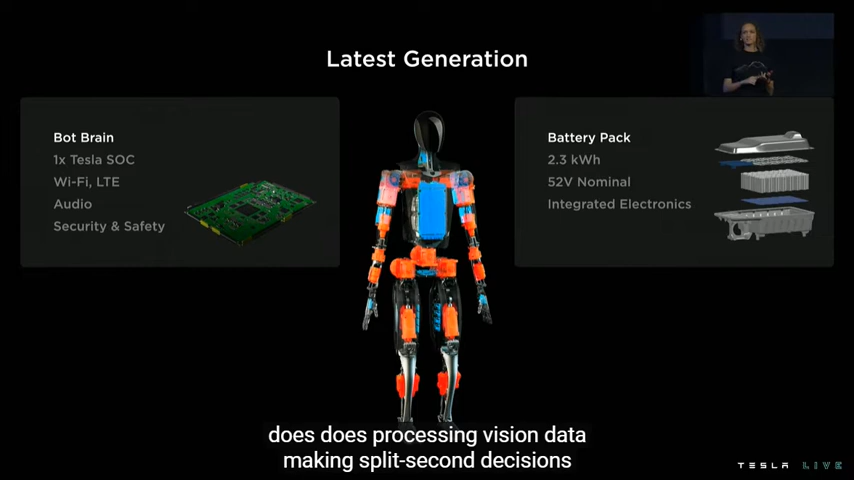 Latest Generation
Bot Brain
1x Tesla SOC
Wi-Fi, LTE
Audio
Security & Safety
Battery Pack
2.3 kWh
52V Nominal
Integrated Electronics
does does processing vision data
making split-second decisions
TESLA LIVE